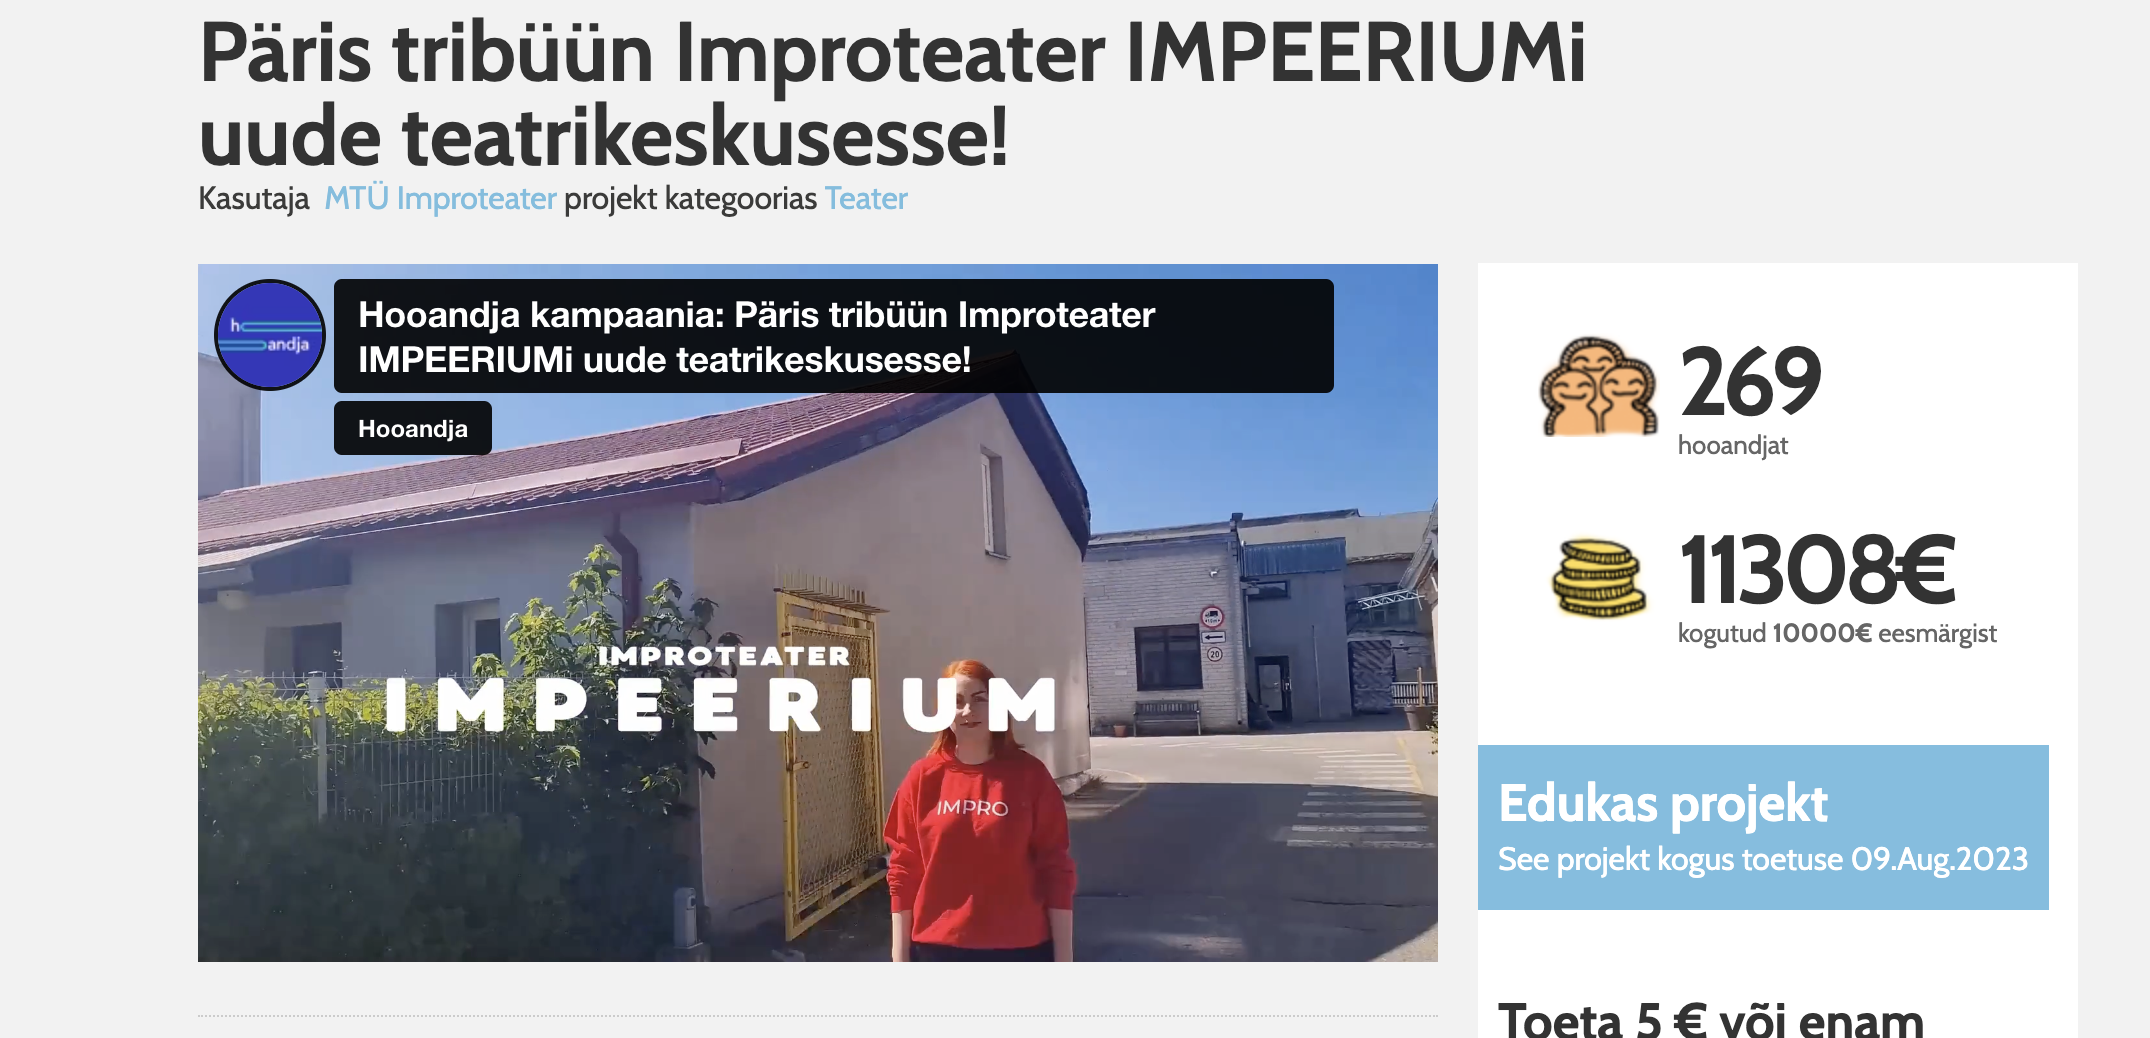 Päris tribüün Improteater IMPEERIUMi
uude teatrikeskusesse!
Kasutaja MTÜ Improteater projekt kategoorias Teater
h
andja
Hooandja kampaania: Päris tribüün Improteater
IMPEERIUMi uude teatrikeskusesse!
Hooandja
IMPROTEATER
IMPEERIUM
IMPRO
20
269
hooandjat
11308€
kogutud 10000€ eesmärgist
Edukas projekt
See projekt kogus toetuse 09.Aug.2023
Toeta 5 € või enam